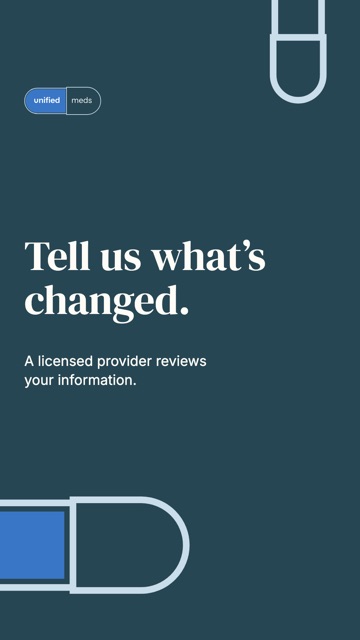 unified meds
Tell us what’s
changed.
A licensed provider reviews
your information.